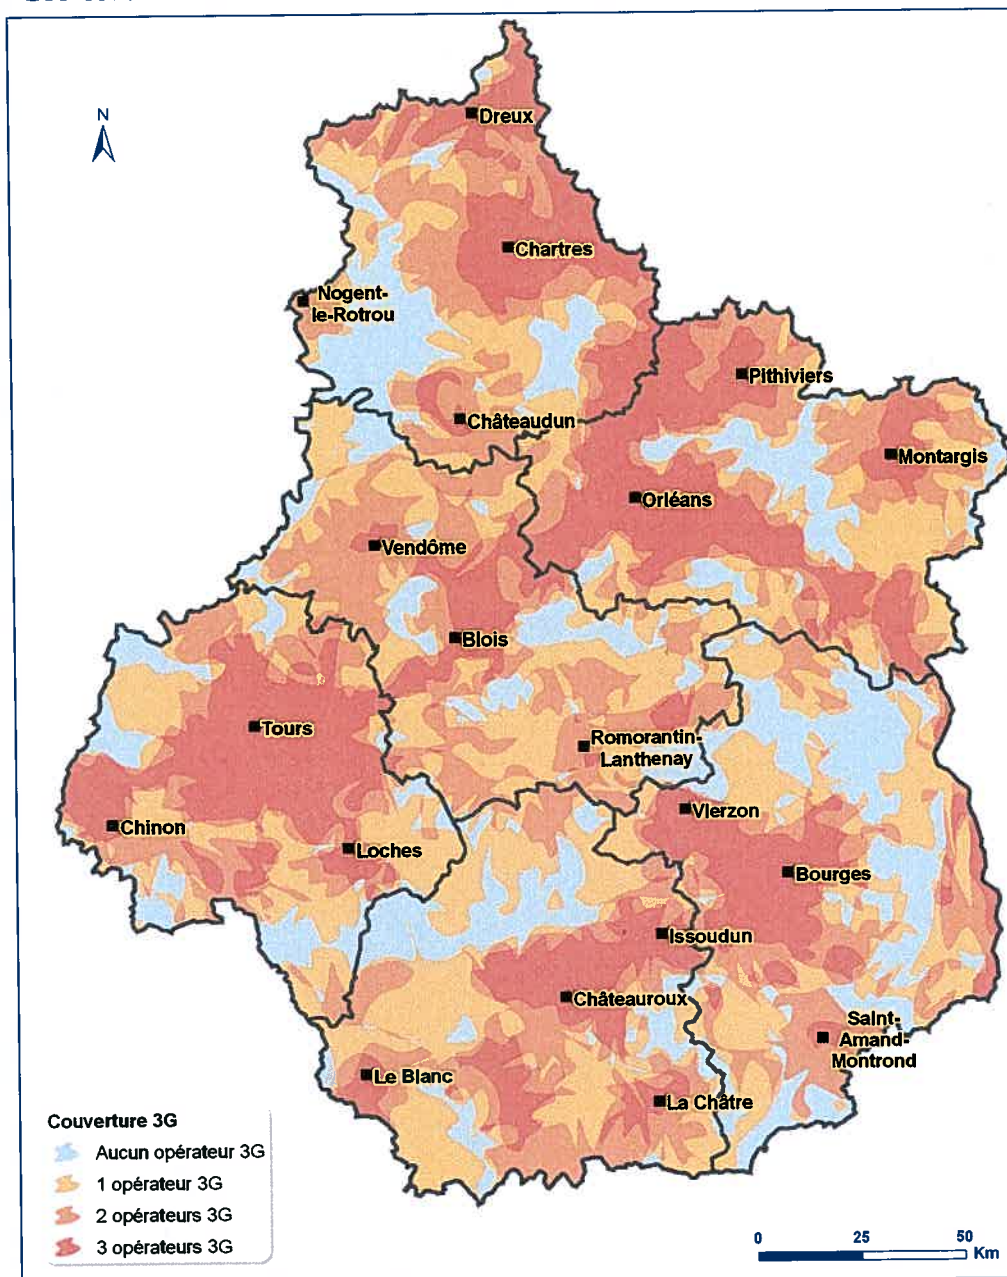 N
Dreux
Chartres
Nogent-
le-Rotrou
Pithiviers
Châteaudun
Montargis
Orléans
Vendôme
Blois
Tours
Romorantin-
Lanthenay
Vierzon
Chinon
Loches
Bourges
Issoudun
Châteauroux
Saint-
Amand-
Montrond
Le Blanc
La Châtre
Couverture 3G
Aucun opérateur 3G
1 opérateur 3G
2 opérateurs 3G
3 opérateurs 3G
0 25 50
Km